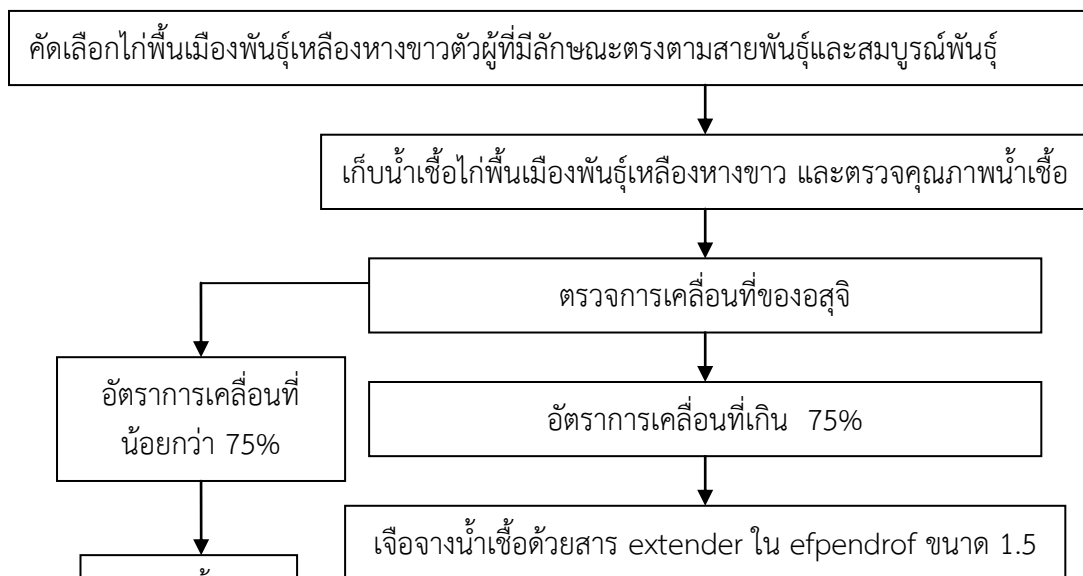 คัดเลือกไก่พื้นเมืองพันธุ์เหลืองหางขาวตัวผู้ที่มีลักษณะตรงตามสายพันธุ์และสมบูรณ์พันธุ์
เก็บน้ำเชื้อไก่พื้นเมืองพันธุ์เหลืองหางขาว และตรวจคุณภาพน้ำเชื้อ
ตรวจการเคลื่อนที่ของอสุจิ
อัตราการเคลื่อนที่
น้อยกว่า 75%
อัตราการเคลื่อนที่เกิน 75%
เจือจางน้ำเชื้อด้วยสาร extender ใน efpendrof ขนาด 1.5